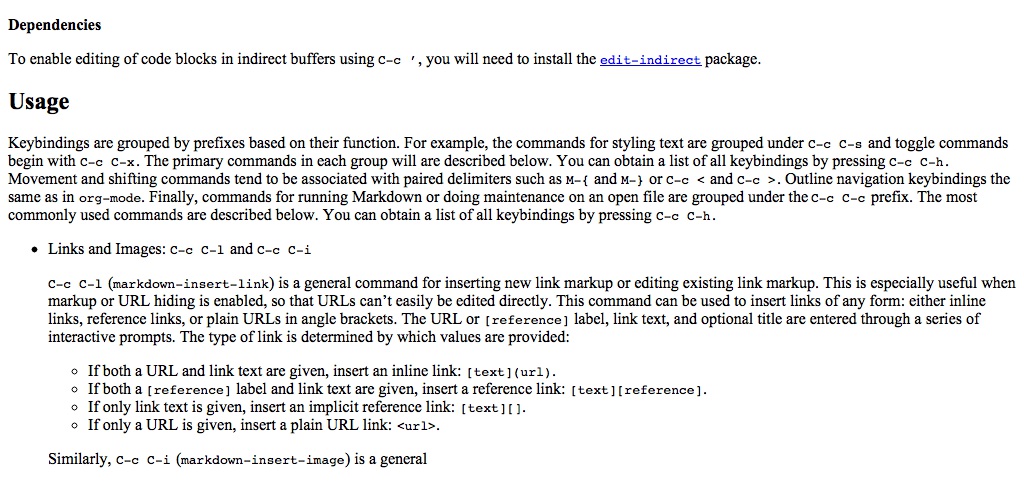 Dependencies
To enable editing of code blocks in indirect buffers using C-c ', you will need to install the edit-indirect package.
Usage
Keybindings are grouped by prefixes based on their function. For example, the commands for styling text are grouped under C-c C-s and toggle commands
begin with C-c C-x. The primary commands in each group will are described below. You can obtain a list of all keybindings by pressing C-c C-h.
Movement and shifting commands tend to be associated with paired delimiters such as M-{ and M-} or C-c < and C-c >. Outline navigation keybindings the
same as in org-mode. Finally, commands for running Markdown or doing maintenance on an open file are grouped under the C-c C-c prefix. The most
commonly used commands are described below. You can obtain a list of all keybindings by pressing C-c C-h.
• Links and Images: C-c C-l and C-c C-i
C-c C-l (markdown-insert-link) is a general command for inserting new link markup or editing existing link markup. This is especially useful when
markup or URL hiding is enabled, so that URLs can’t easily be edited directly. This command can be used to insert links of any form: either inline
links, reference links, or plain URLs in angle brackets. The URL or [reference] label, link text, and optional title are entered through a series of
interactive prompts. The type of link is determined by which values are provided:
◦ If both a URL and link text are given, insert an inline link: [text](url).
◦ If both a [reference] label and link text are given, insert a reference link: [text][reference].
◦ If only link text is given, insert an implicit reference link: [text][].
◦ If only a URL is given, insert a plain URL link: <url>.
Similarly, C-c C-i (markdown-insert-image) is a general